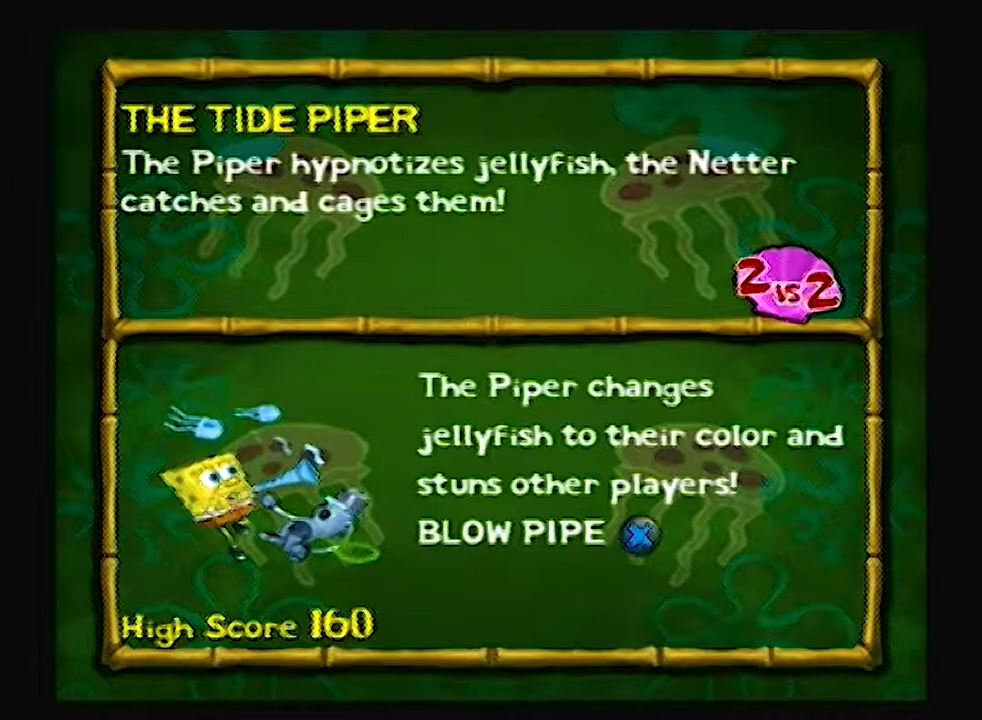 THE TIDE PIPER
The Piper hypnotizes jellyfish, the Netter
catches and cages them!
2 vs 2
The Piper changes
jellyfish to their color and
stuns other players!
BLOW PIPE X
High Score 160